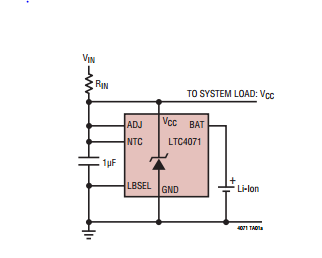 VIN
RIN
TO SYSTEM LOAD: VCC
ADJ
VCC
BAT
NTC
LTC4071
1µF
LBSEL
GND
+
Li-Ion
4071 TA01a